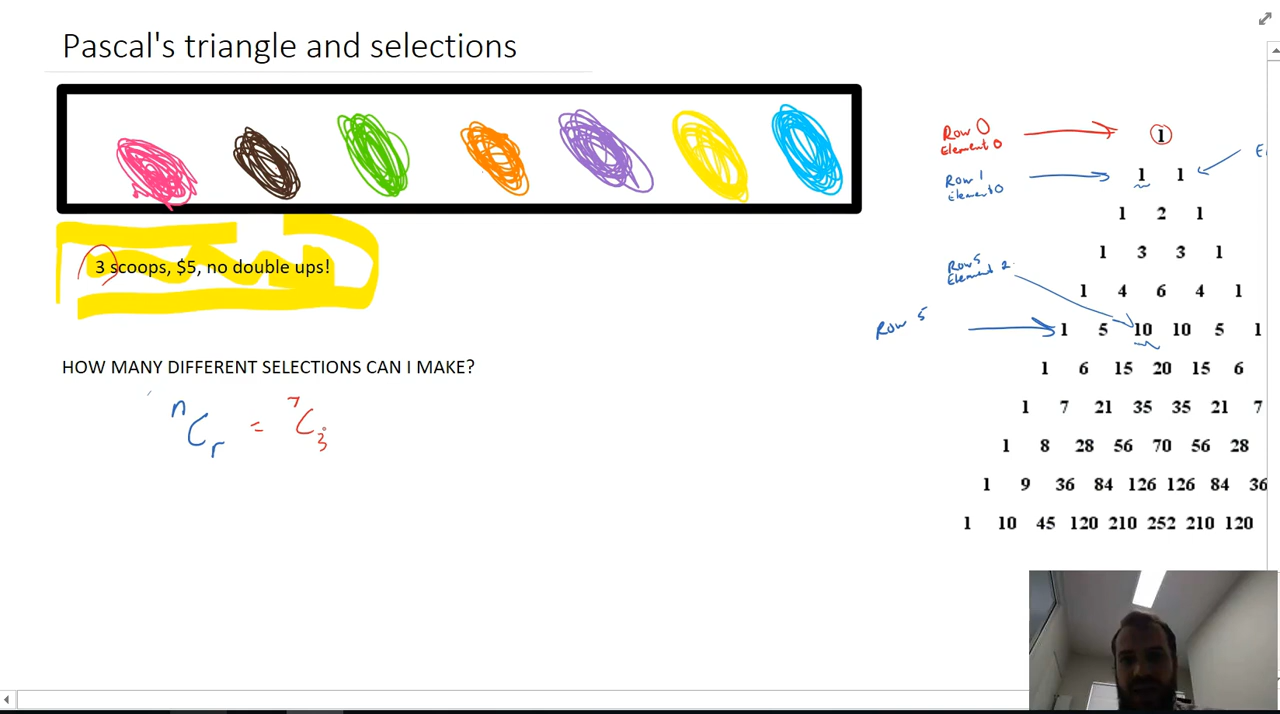 Pascal's triangle and selections
3 scoops, $5, no double ups!
HOW MANY DIFFERENT SELECTIONS CAN I MAKE?
nCr = 7C3
Row 0
Element 0
1
Row 1
Element 0
1 1
1 2 1
1 3 3 1
Row 5
Element 2
1 4 6 4 1
Row 5
1 5 10 10 5 1
1 6 15 20 15 6
1 7 21 35 35 21 7
1 8 28 56 70 56 28
1 9 36 84 126 126 84 36
1 10 45 120 210 252 210 120